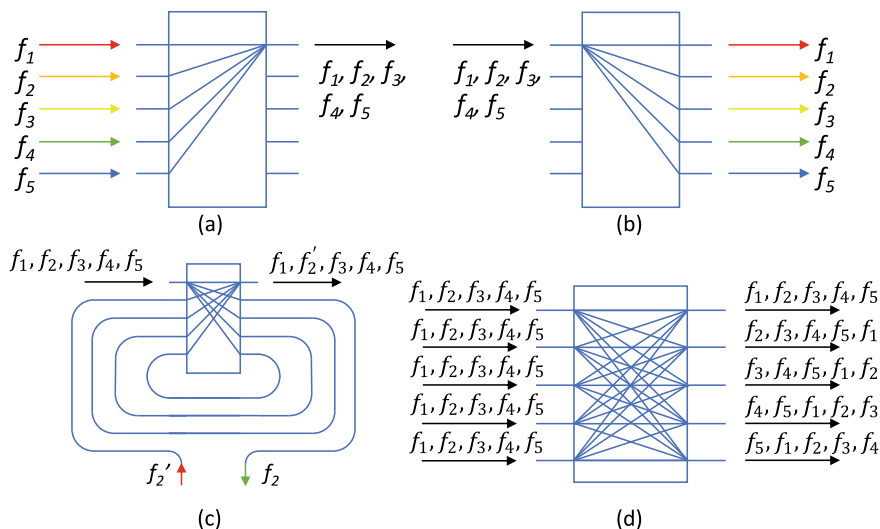 f₁
f₂
f₃
f₄
f₅
f₁, f₂, f₃,
f₄, f₅
(a)
f₁, f₂, f₃,
f₄, f₅
f₁
f₂
f₃
f₄
f₅
(b)
f₁, f₂, f₃, f₄, f₅
f₁, f₂′, f₃, f₄, f₅
f₂'
f₂
(c)
f₁, f₂, f₃, f₄, f₅
f₁, f₂, f₃, f₄, f₅
f₁, f₂, f₃, f₄, f₅
f₁, f₂, f₃, f₄, f₅
f₁, f₂, f₃, f₄, f₅
f₁, f₂, f₃, f₄, f₅
f₂, f₃, f₄, f₅, f₁
f₃, f₄, f₅, f₁, f₂
f₄, f₅, f₁, f₂, f₃
f₅, f₁, f₂, f₃, f₄
(d)